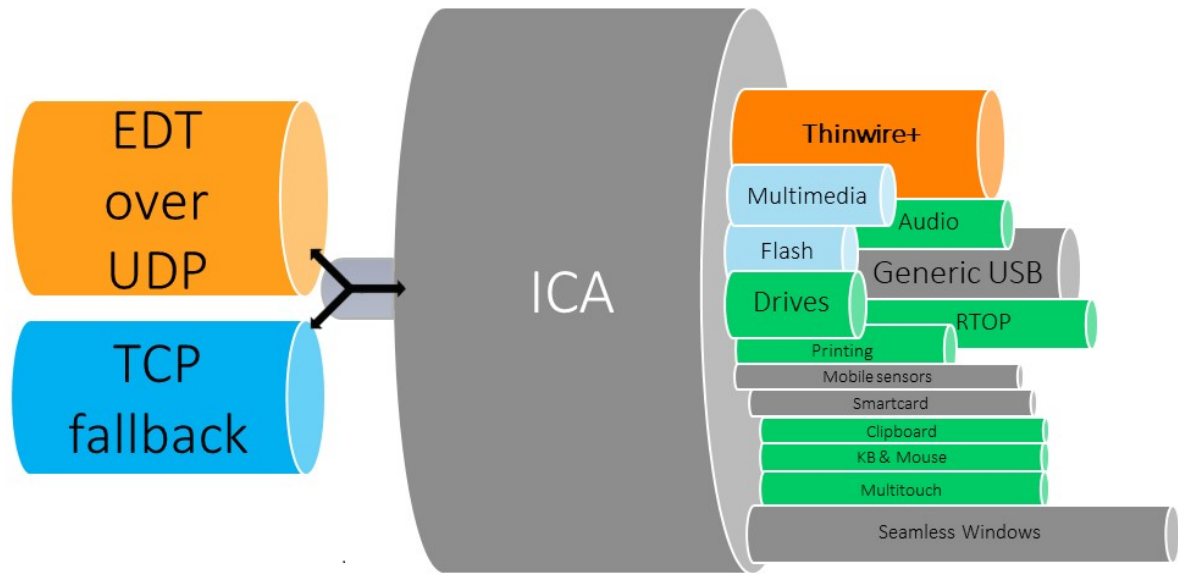 EDT
over
UDP
TCP
fallback
ICA
Thinwire+
Multimedia
Audio
Flash
Generic USB
Drives
RTOP
Printing
Mobile sensors
Smartcard
Clipboard
KB & Mouse
Multitouch
Seamless Windows